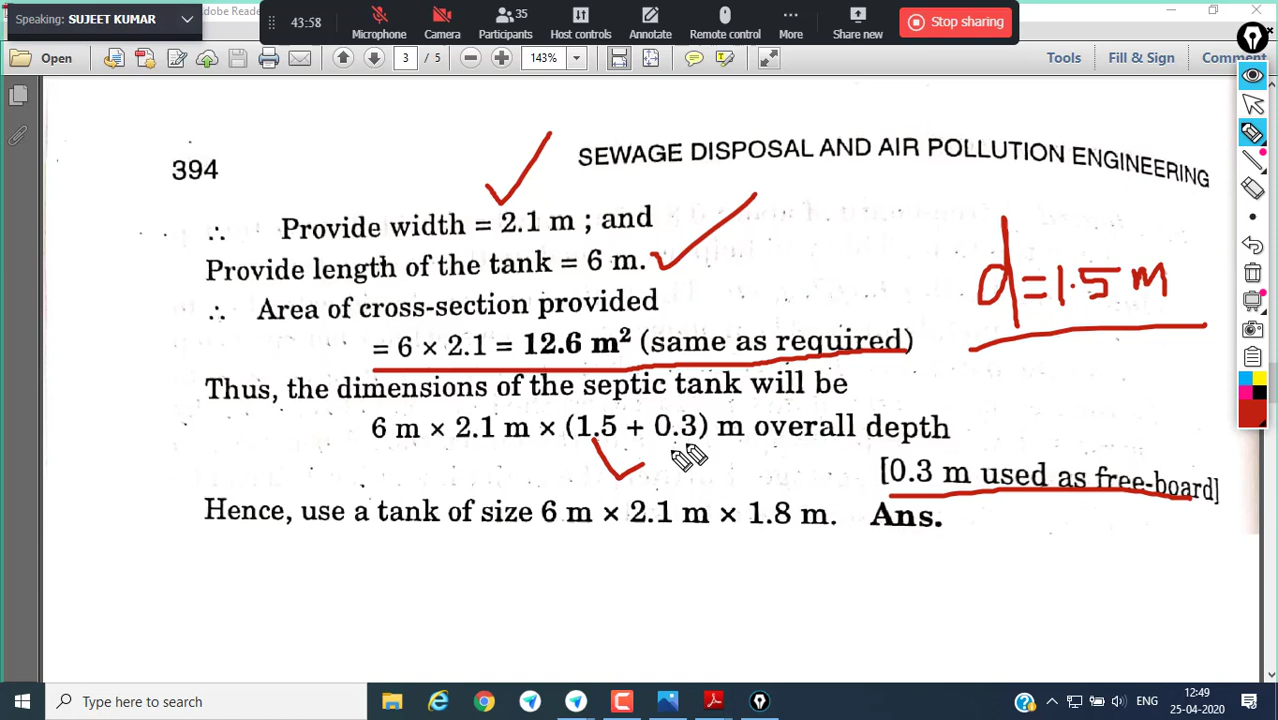 Speaking: SUJEET KUMAR
43:58
Microphone
Camera
35
Participants
Host controls
Annotate
Remote control
More
Share new
Stop sharing
Open
3 / 5
143%
Tools
Fill & Sign
394
SEWAGE DISPOSAL AND AIR POLLUTION ENGINEERING
∴ Provide width = 2.1 m ; and
Provide length of the tank = 6 m.
∴ Area of cross-section provided
= 6 × 2.1 = 12.6 m² (same as required)
d=1.5 m
Thus, the dimensions of the septic tank will be
6 m × 2.1 m × (1.5 + 0.3) m overall depth
[0.3 m used as free-board]
Hence, use a tank of size 6 m × 2.1 m × 1.8 m. Ans.
Type here to search
ENG
12:49
25-04-2020